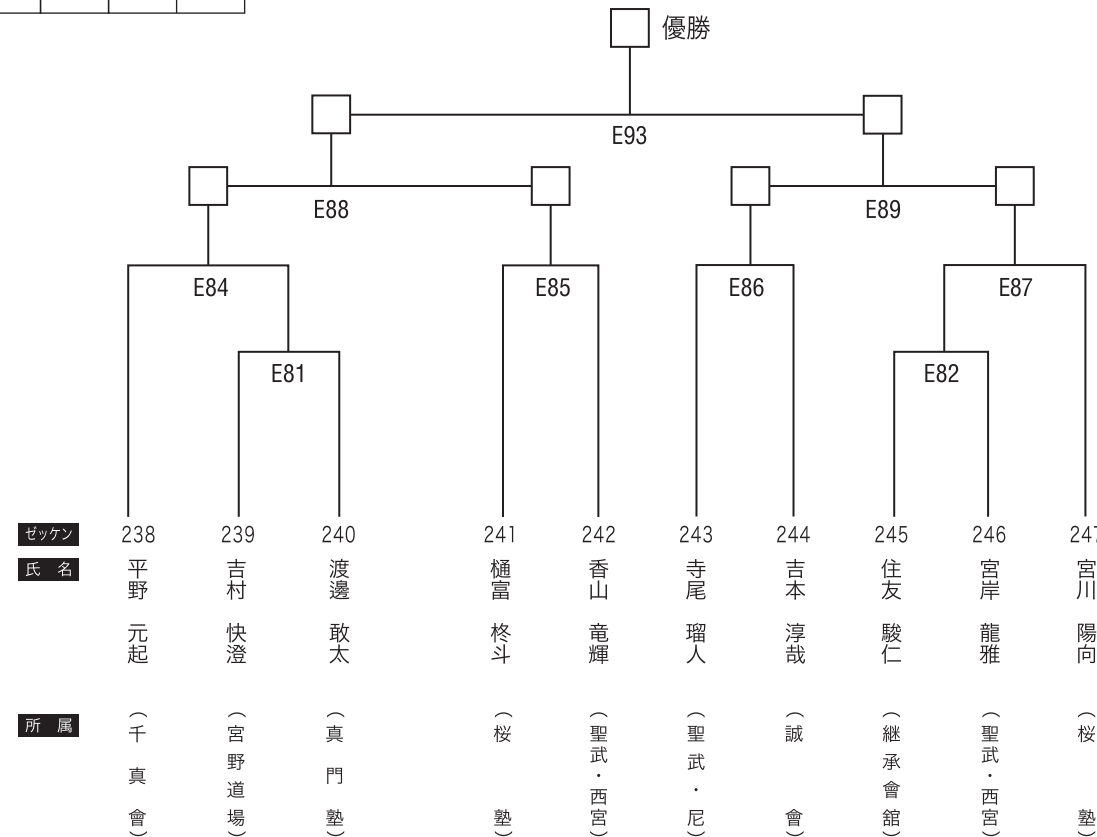 優勝
E93
E88
E89
E84
E85
E86
E87
E81
E82
ゼッケン
238
239
240
241
242
243
244
245
246
247
氏名
平野 元起
吉村 快澄
渡邊 敢太
樋富 柊斗
香山 竜輝
寺尾 瑠人
吉本 淳哉
住友 駿仁
宮岸 龍雅
宮川 陽向
所属
（千真會）
（宮野道場）
（真門塾）
（桜塾）
（聖武・西宮）
（聖武・尼）
（誠會）
（継承會舘）
（聖武・西宮）
（桜塾）